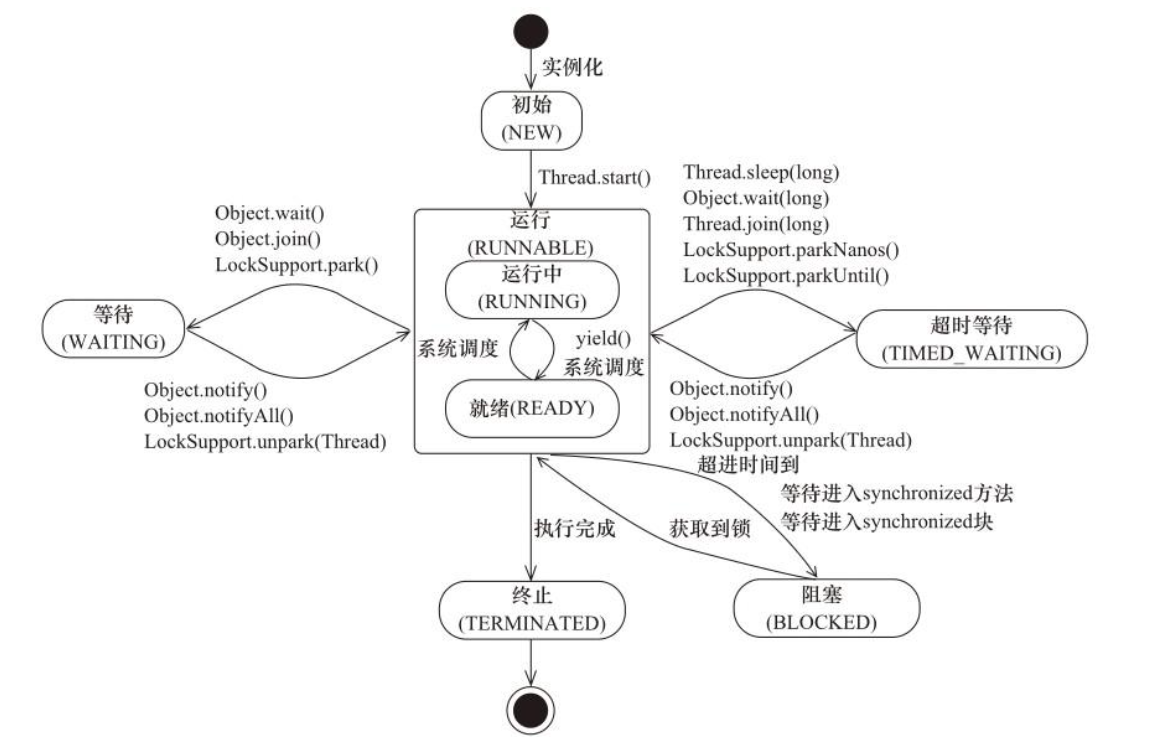 实例化
初始
(NEW)
Thread.start()
Object.wait()
Object.join()
LockSupport.park()
Thread.sleep(long)
Object.wait(long)
Thread.join(long)
LockSupport.parkNanos()
LockSupport.parkUntil()
运行
(RUNNABLE)
运行中
(RUNNING)
等待
(WAITING)
超时等待
(TIMED_WAITING)
系统调度
yield()
系统调度
就绪(READY)
Object.notify()
Object.notifyAll()
LockSupport.unpark(Thread)
Object.notify()
Object.notifyAll()
LockSupport.unpark(Thread)
超进时间到
等待进入synchronized方法
等待进入synchronized块
执行完成
获取到锁
终止
(TERMINATED)
阻塞
(BLOCKED)